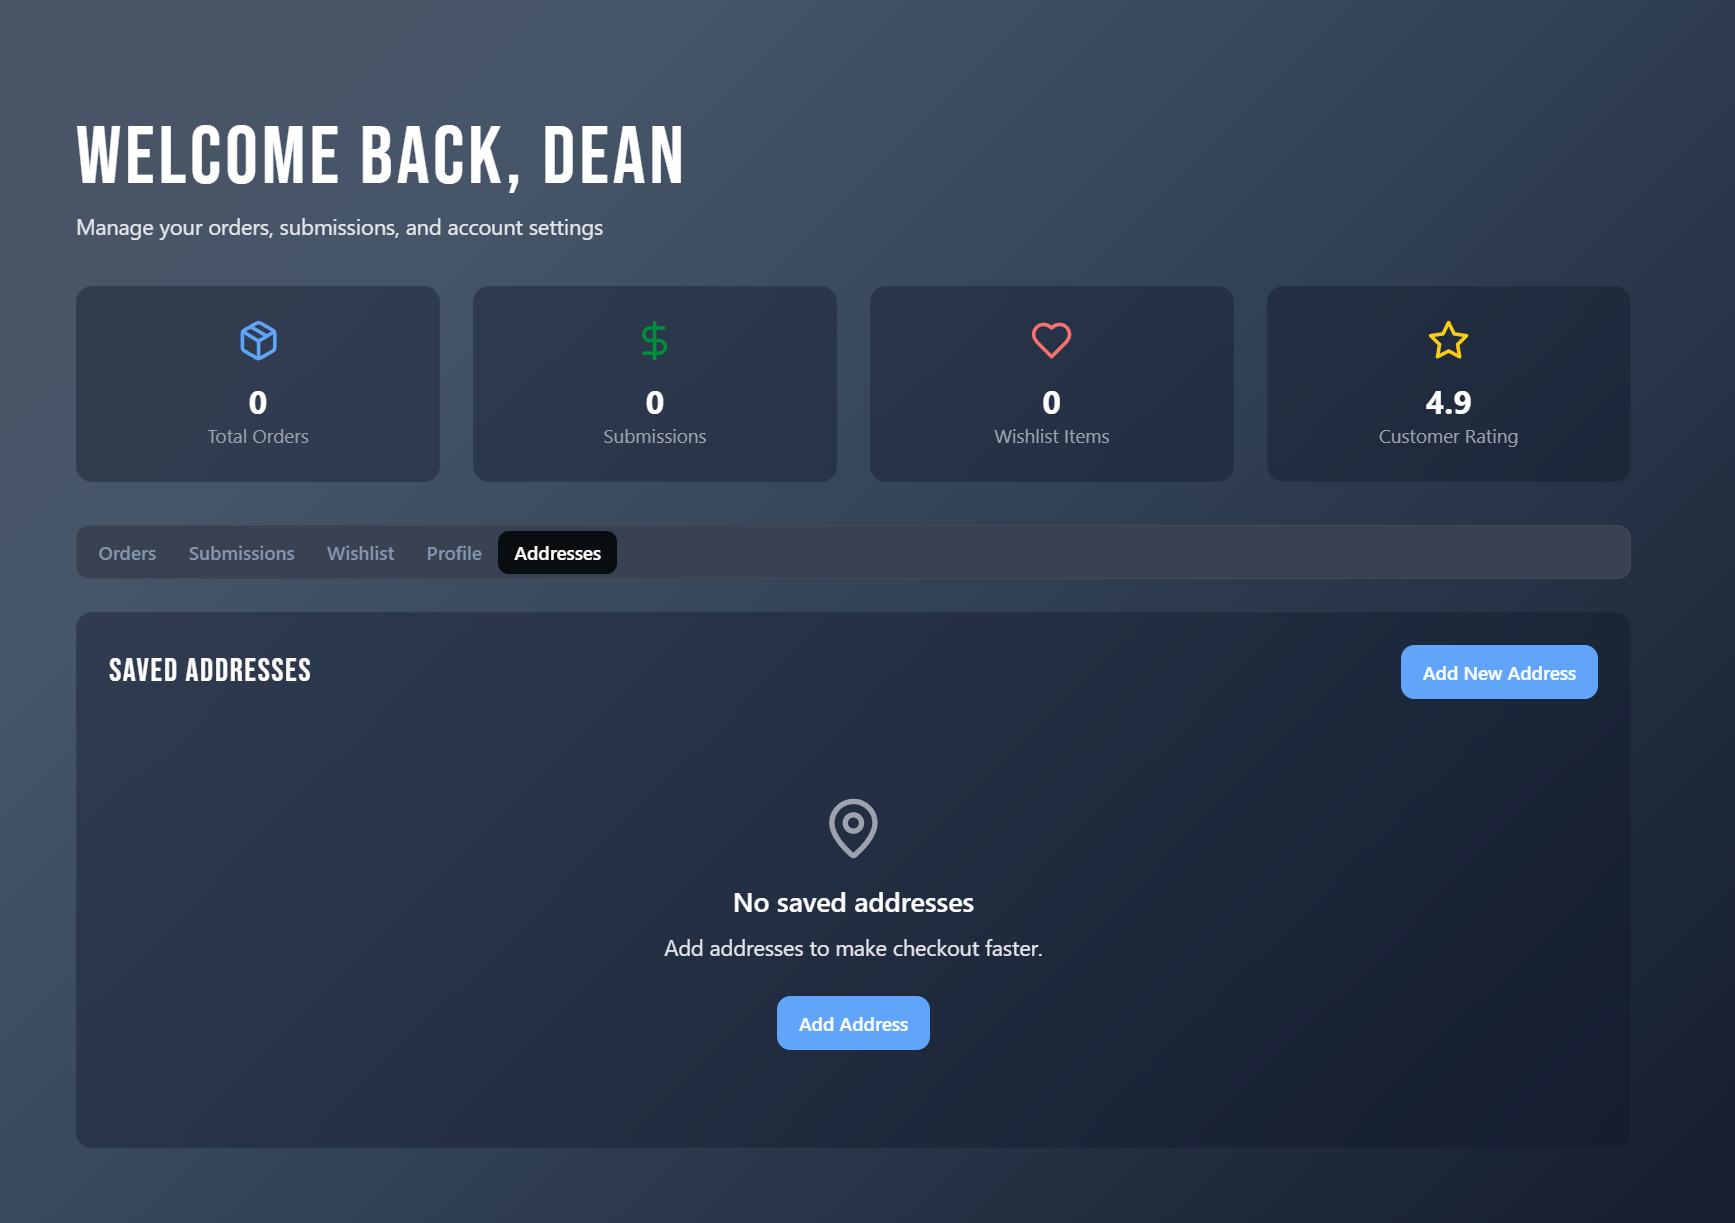 WELCOME BACK, DEAN
Manage your orders, submissions, and account settings
0
Total Orders
0
Submissions
0
Wishlist Items
4.9
Customer Rating
Orders Submissions Wishlist Profile Addresses
SAVED ADDRESSES
Add New Address
No saved addresses
Add addresses to make checkout faster.
Add Address